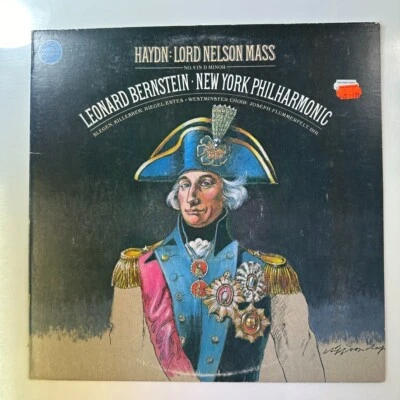 HAYDN: LORD NELSON MASS
NO. 9 IN D MINOR
LEONARD BERNSTEIN · NEW YORK PHILHARMONIC
BLEGEN, KILLEBREW, RIEGEL, ESTES · WESTMINSTER CHOIR · JOSEPH FLUMMERFELT, DIR.